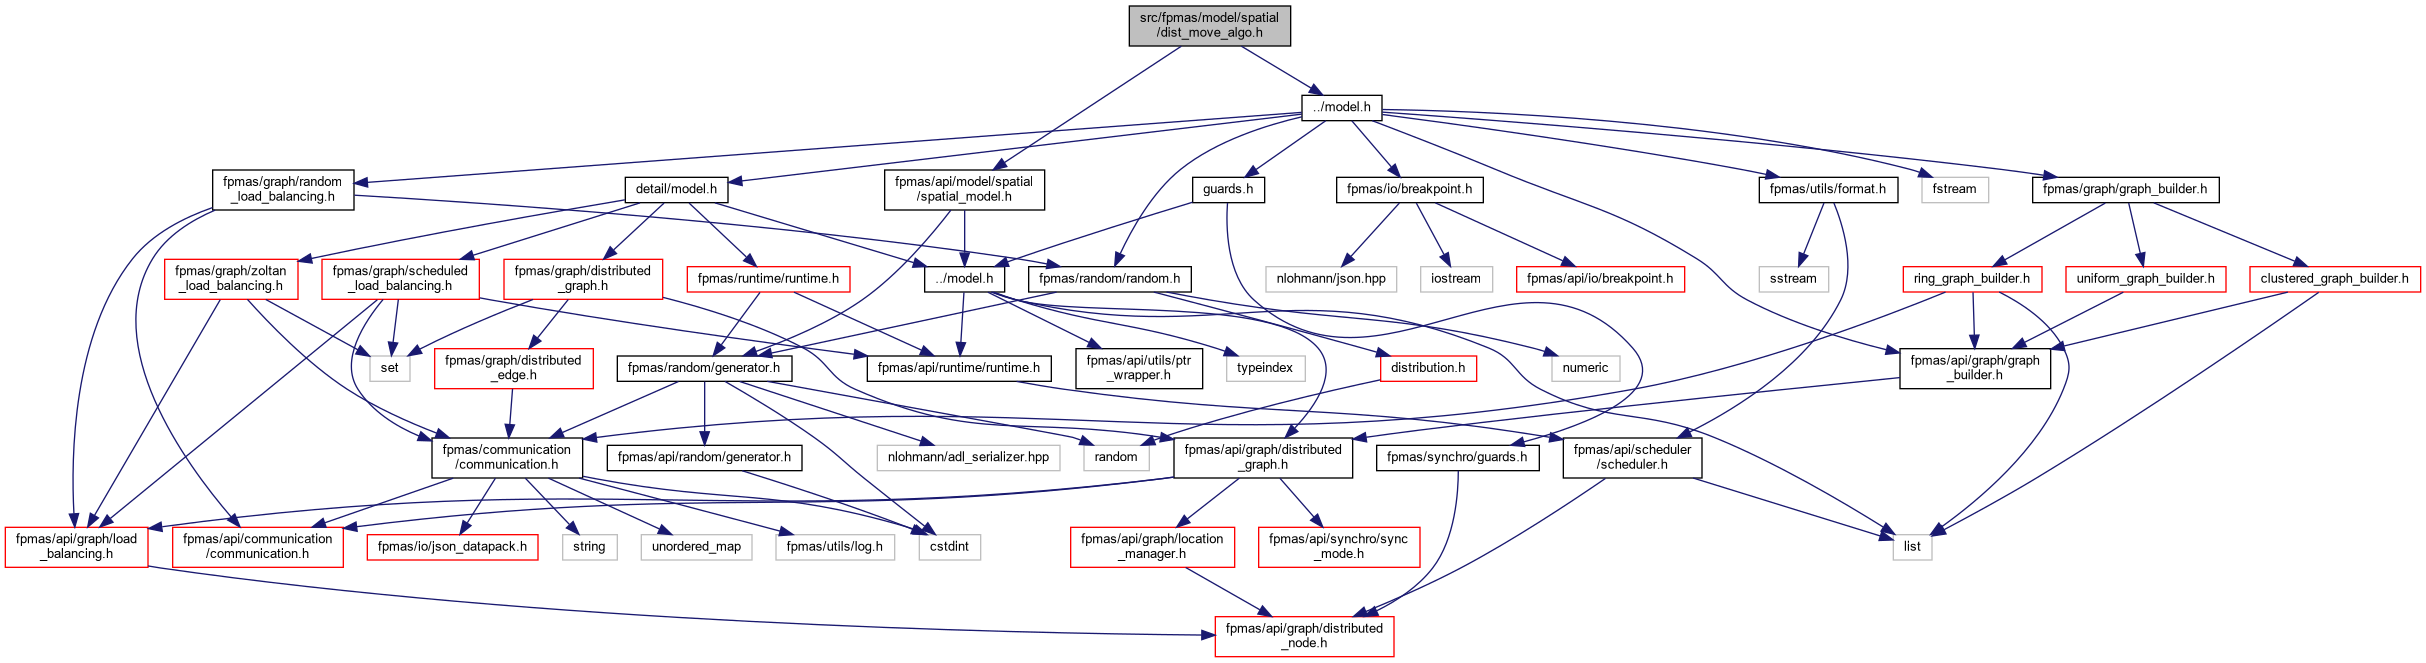 src/fpmas/model/spatial
/dist_move_algo.h
../model.h
fpmas/graph/random
_load_balancing.h
detail/model.h
fpmas/api/model/spatial
/spatial_model.h
guards.h
fpmas/io/breakpoint.h
fpmas/utils/format.h
fstream
fpmas/graph/graph_builder.h
fpmas/graph/zoltan
_load_balancing.h
fpmas/graph/scheduled
_load_balancing.h
fpmas/graph/distributed
_graph.h
fpmas/runtime/runtime.h
../model.h
fpmas/random/random.h
nlohmann/json.hpp
iostream
fpmas/api/io/breakpoint.h
sstream
ring_graph_builder.h
uniform_graph_builder.h
clustered_graph_builder.h
set
fpmas/graph/distributed
_edge.h
fpmas/random/generator.h
fpmas/api/runtime/runtime.h
fpmas/api/utils/ptr
_wrapper.h
typeindex
distribution.h
numeric
fpmas/api/graph/graph
_builder.h
fpmas/communication
/communication.h
fpmas/api/random/generator.h
nlohmann/adl_serializer.hpp
random
fpmas/api/graph/distributed
_graph.h
fpmas/synchro/guards.h
fpmas/api/scheduler
/scheduler.h
fpmas/api/graph/load
_balancing.h
fpmas/api/communication
/communication.h
fpmas/io/json_datapack.h
string
unordered_map
fpmas/utils/log.h
cstdint
fpmas/api/graph/location
_manager.h
fpmas/api/synchro/sync
_mode.h
list
fpmas/api/graph/distributed
_node.h